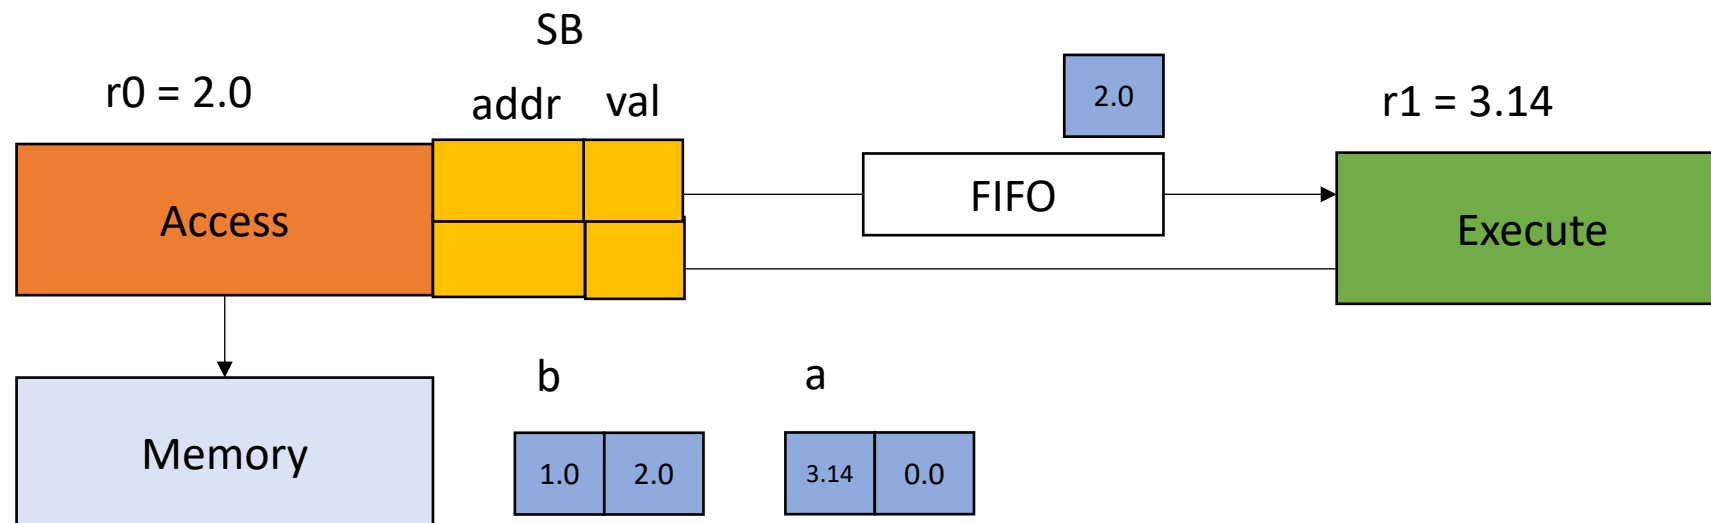 SB
r0 = 2.0
addr
val
2.0
r1 = 3.14
Access
FIFO
Execute
b
a
Memory
1.0
2.0
3.14
0.0